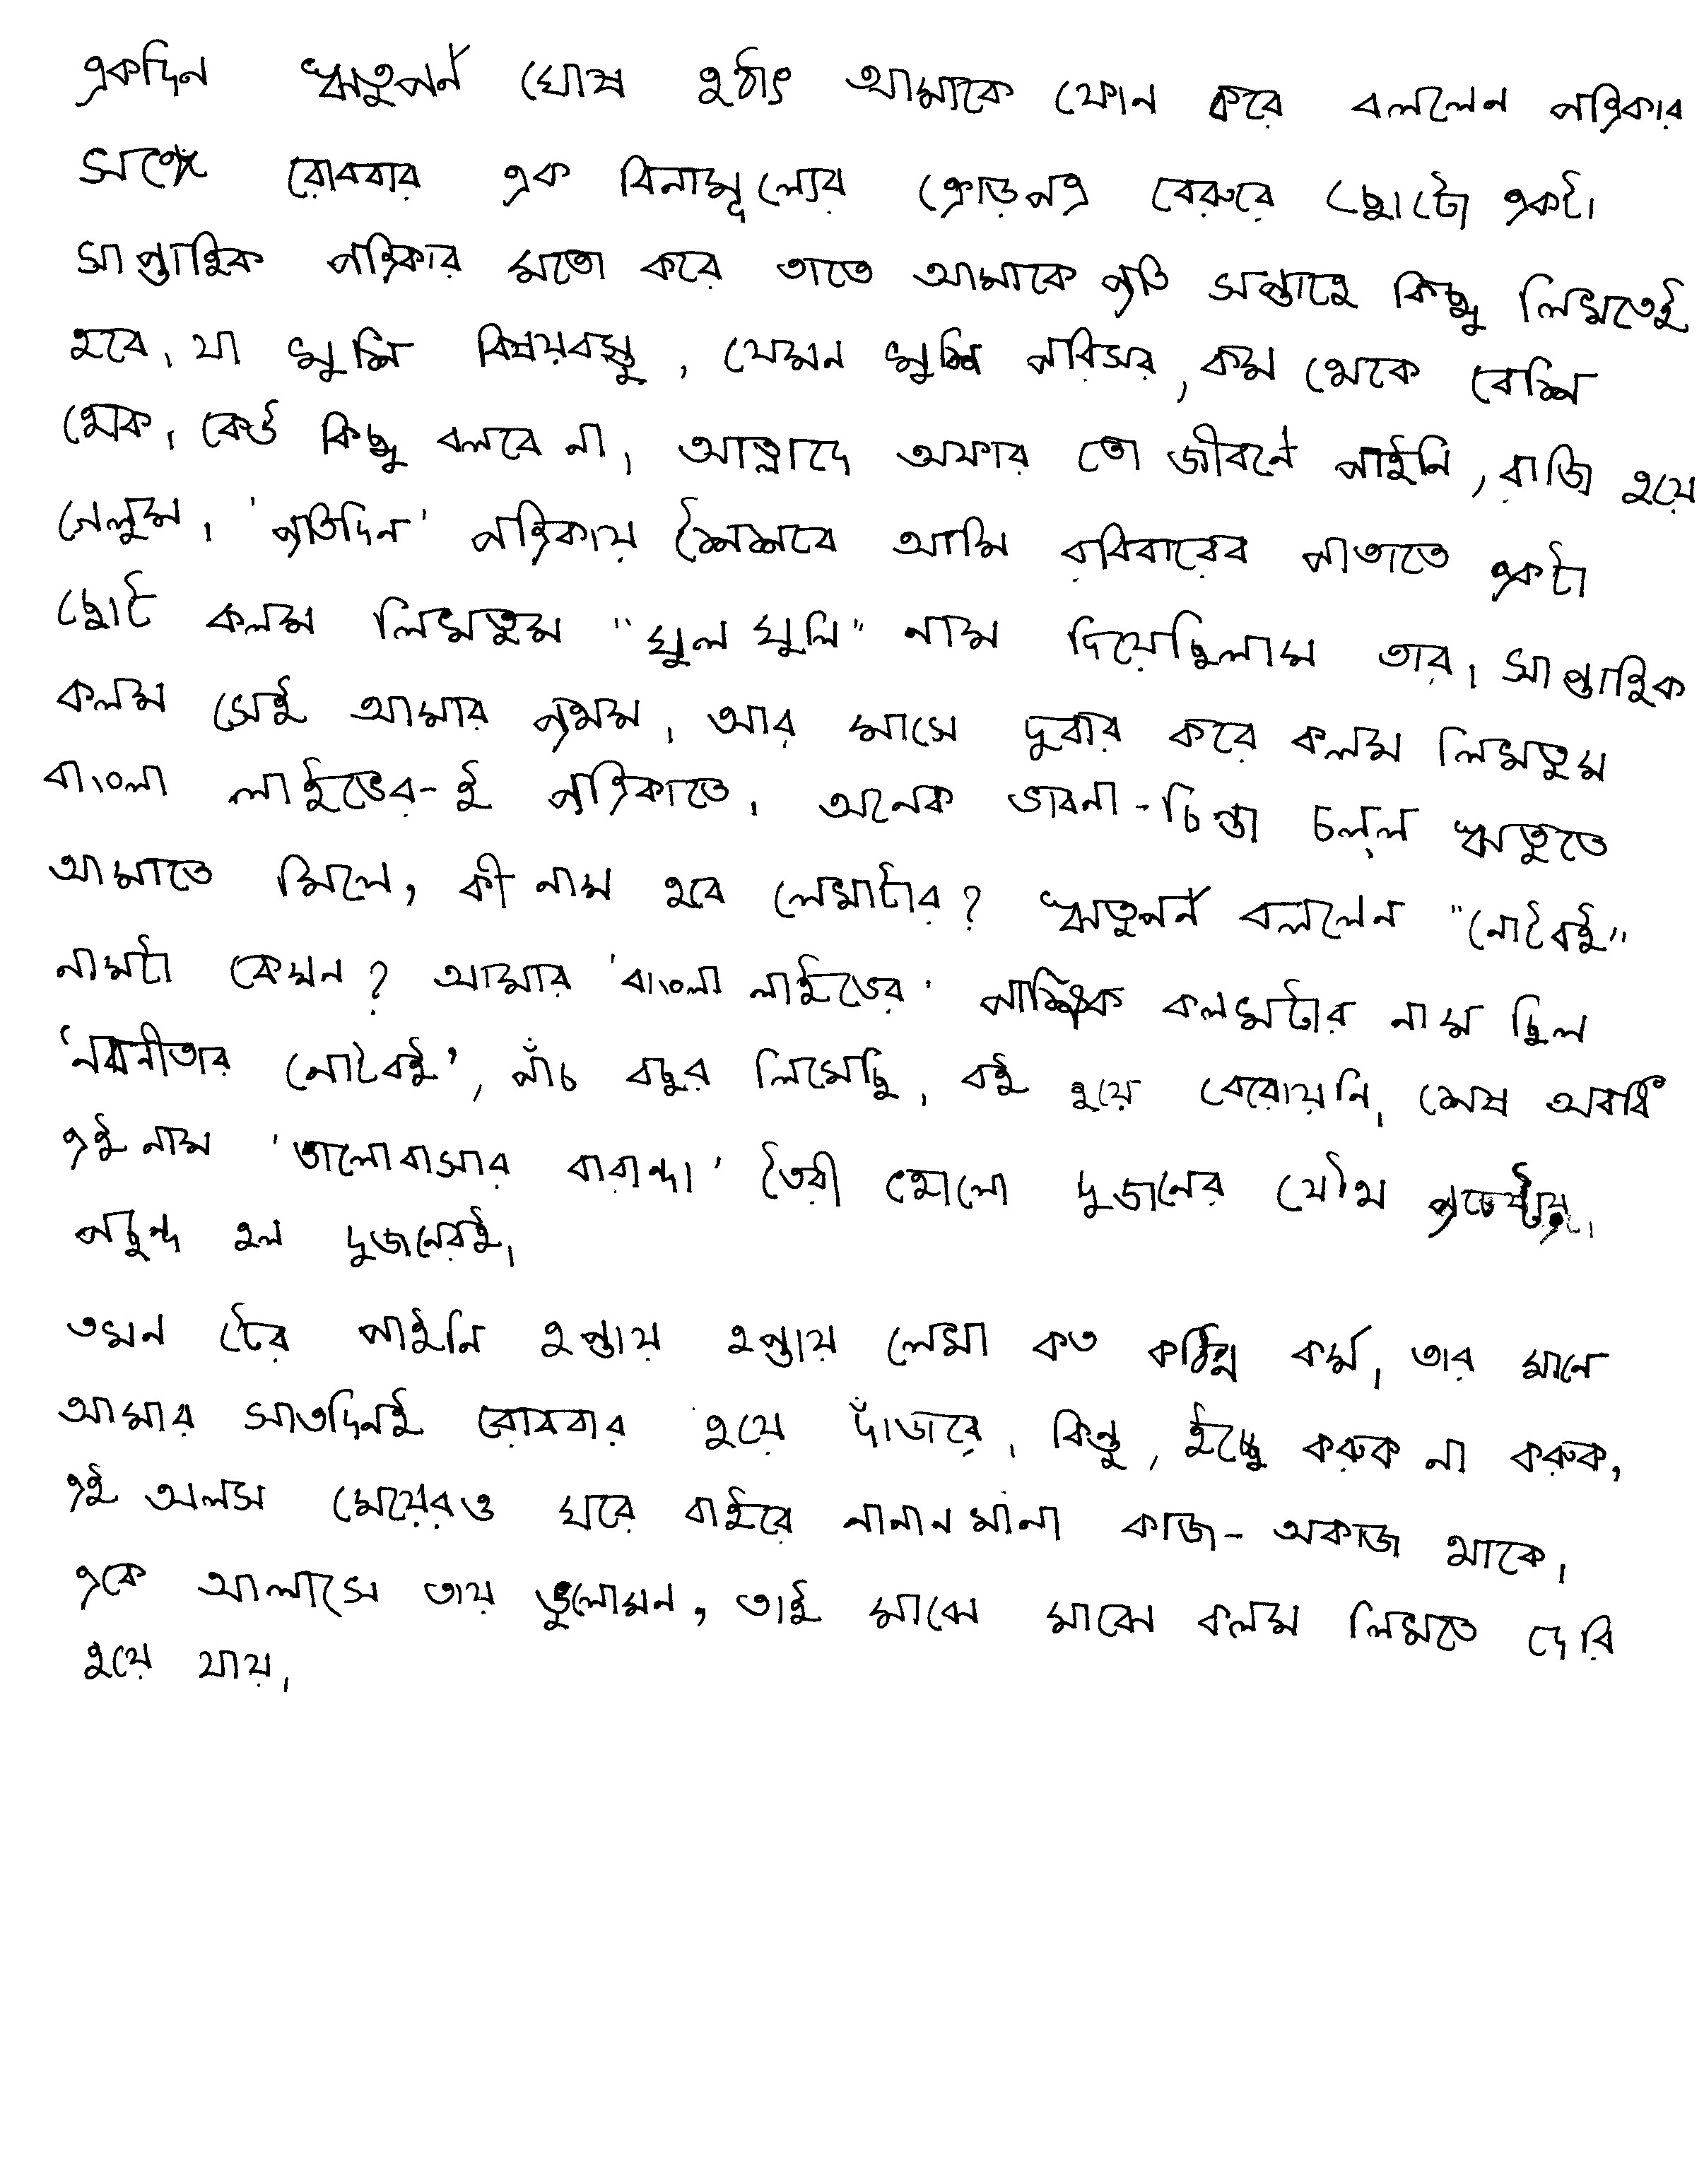 একদিন ঋতুপর্ণ ঘোষ হঠাৎ আমাকে ফোন করে বললেন পত্রিকার
সঙ্গে রোববার এক বিনামূল্যের ক্রোড়পত্র বেরুবে ছোটো একটা
সাপ্তাহিক পত্রিকার মতো করে তাতে আমাকে প্রতি সপ্তাহে কিছু লিখতেই
হবে। যা খুশি বিষয়বস্তু, যেমন খুশি পরিসর, কম থেকে বেশি
হোক। কেউ কিছু বলবে না। আহ্লাদে অফার তো জীবনে পাইনি, রাজি হয়ে
গেলুম। 'প্রতিদিন' পত্রিকায় শৈশবে আমি রবিবারের পাতাতে একটা
ছোট কলম লিখতুম "ঘুলঘুলি" নাম দিয়েছিলাম তার। সাপ্তাহিক
কলম সেই আমার প্রথম। আর মাসে দুবার করে কলম লিখতুম
বাংলা লাইভের-ই পত্রিকাতে। অনেক ভাবনা-চিন্তা চলল ঋতুতে
আমাতে মিলে, কী নাম হবে লেখাটার? ঋতুপর্ণ বললেন "নোটবই"
নামটা কেমন? আমার 'বাংলা লাইভের' পাক্ষিক কলমটার নাম ছিল
'নবনীতার নোটবই', পাঁচ বছর লিখেছি। বই হয়ে বেরোয়নি। শেষ অবধি
এই নাম 'ভালোবাসার বারান্দা' তৈরী হোলো দুজনের যৌথ প্রচেষ্টায়।
পছন্দ হল দুজনেরই।
তখন টের পাইনি হপ্তায় হপ্তায় লেখা কত কঠিন কর্ম। তার মানে
আমার সাতদিনই রোববার হয়ে দাঁড়াবে। কিন্তু, ইচ্ছে করুক না করুক,
এই অলস মেয়েরও ঘরে বাইরে নানানখানা কাজ-অকাজ থাকে।
একে আলসে তায় ভুলোমন, তাই মাঝে মাঝে কলম লিখতে দেরি
হয়ে যায়।